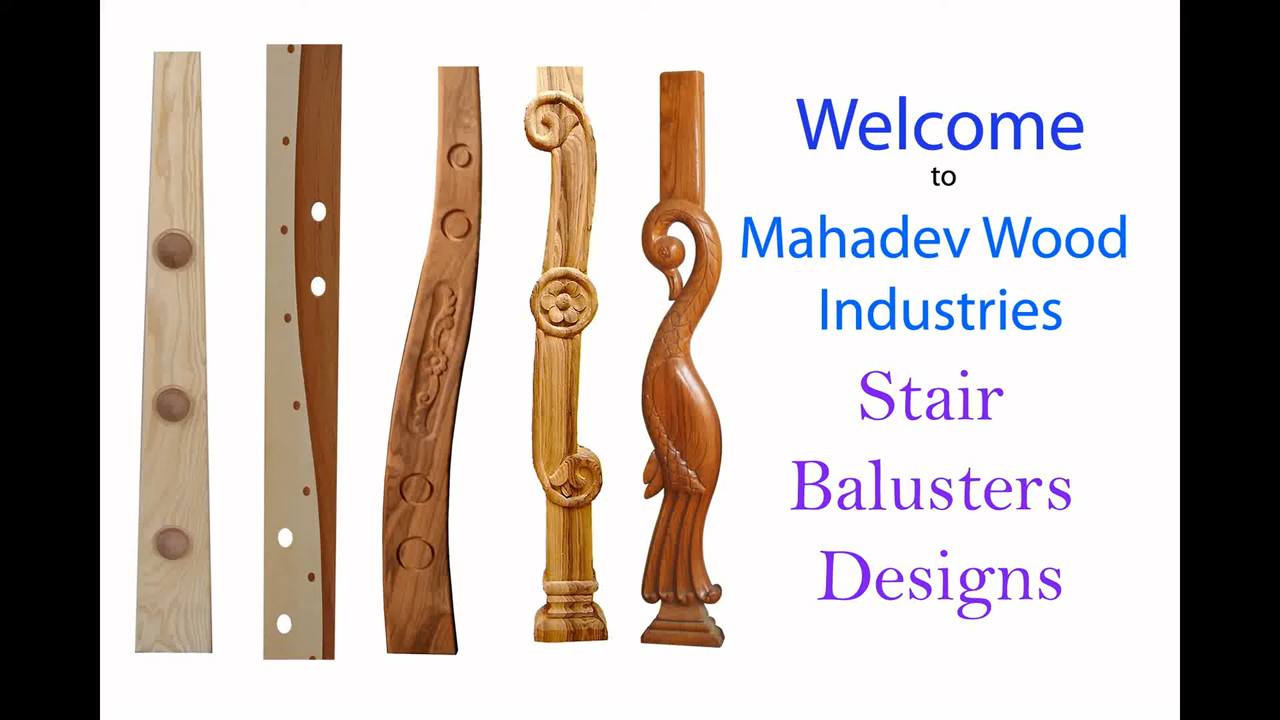 Welcome
to
Mahadev Wood
Industries
Stair
Balusters
Designs